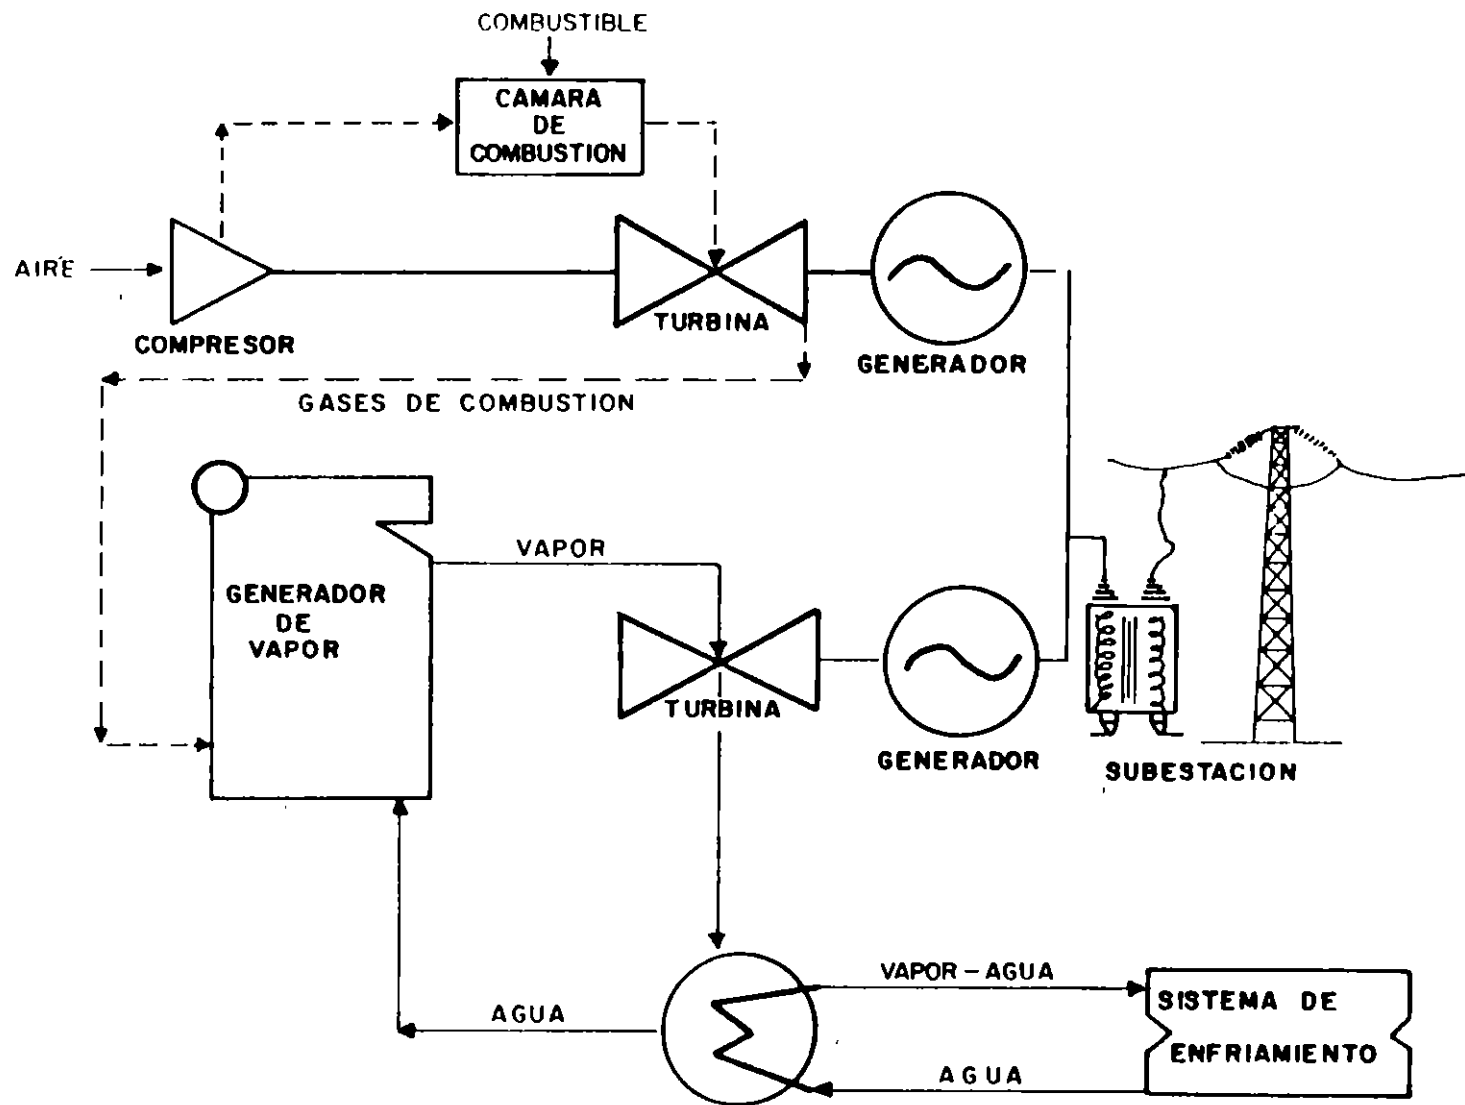 COMBUSTIBLE
CAMARA
DE
COMBUSTION
AIRE
COMPRESOR
TURBINA
GENERADOR
GASES DE COMBUSTION
GENERADOR
DE
VAPOR
VAPOR
TURBINA
GENERADOR
SUBESTACION
AGUA
VAPOR-AGUA
SISTEMA DE
ENFRIAMIENTO
AGUA